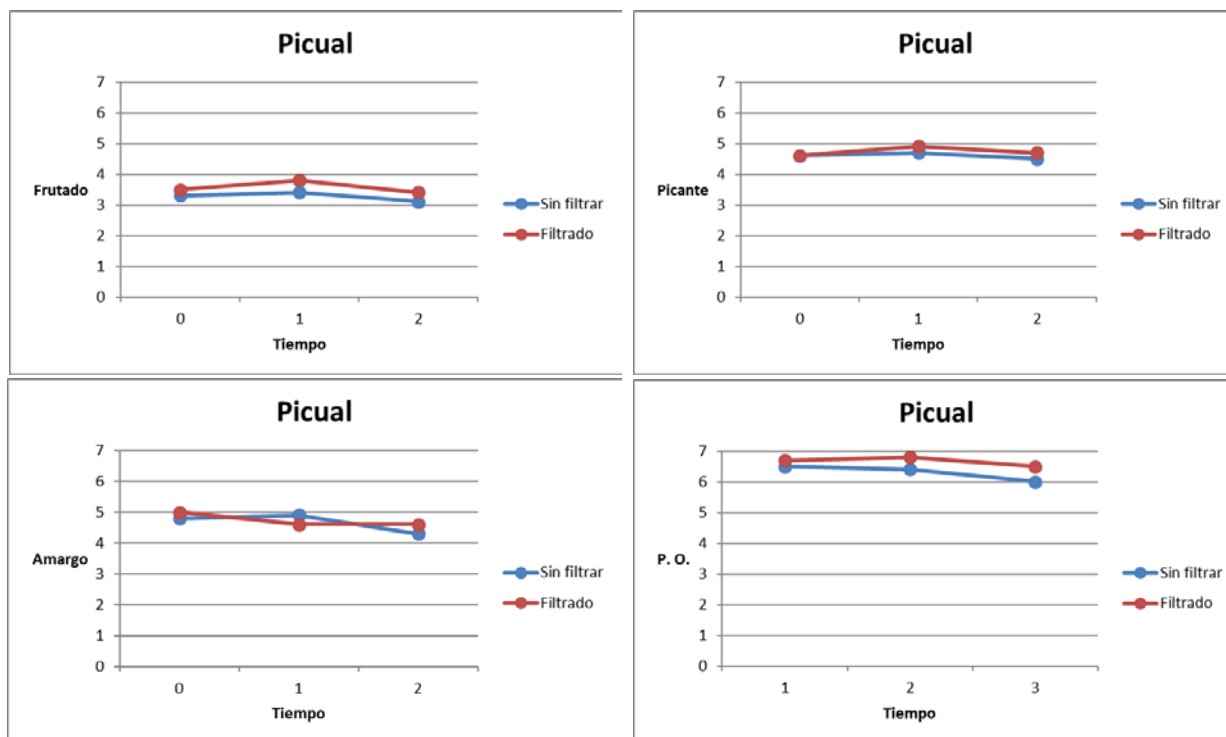 Picual
7
6
5
4
3
2
1
0
Frutado
0 1 2
Tiempo
Sin filtrar
Filtrado
Picual
7
6
5
4
3
2
1
0
Picante
0 1 2
Tiempo
Sin filtrar
Filtrado
Picual
7
6
5
4
3
2
1
0
Amargo
0 1 2
Tiempo
Sin filtrar
Filtrado
Picual
7
6
5
4
3
2
1
0
P. O.
1 2 3
Tiempo
Sin filtrar
Filtrado